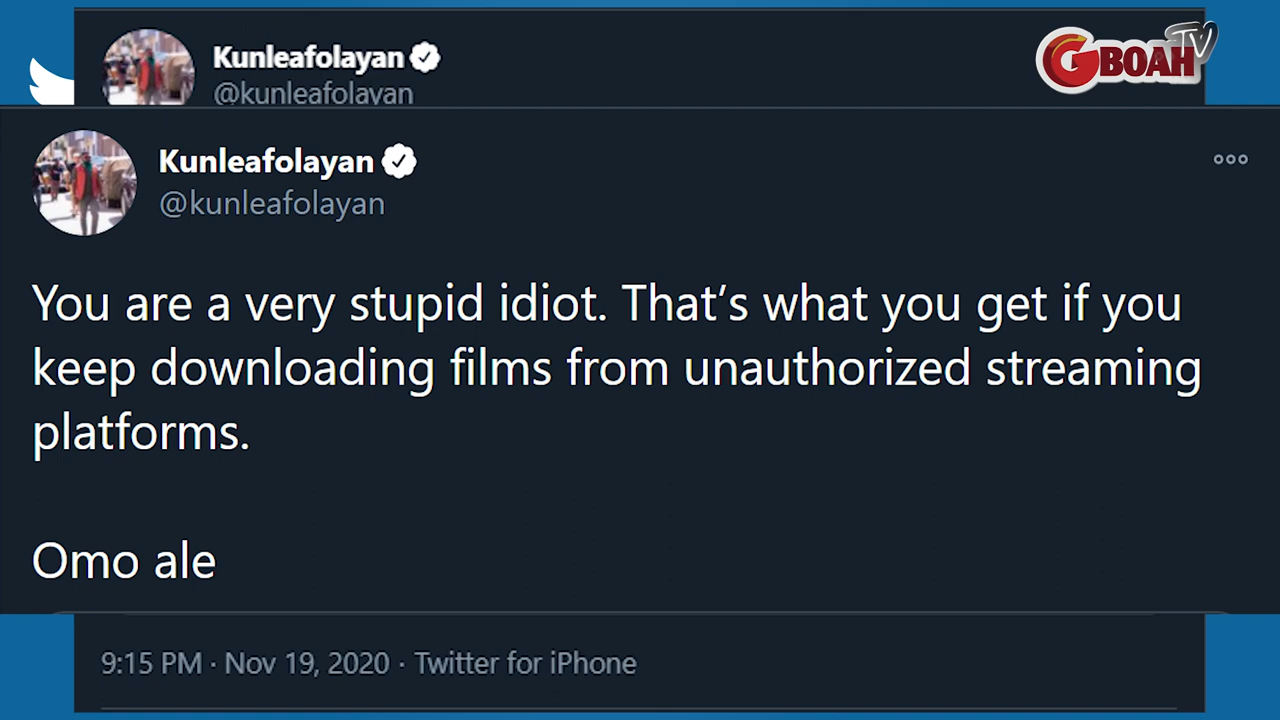 Kunleafolayan
@kunleafolayan
GBOAH TV
Kunleafolayan
@kunleafolayan
You are a very stupid idiot. That's what you get if you
keep downloading films from unauthorized streaming
platforms.
Omo ale
9:15 PM · Nov 19, 2020 · Twitter for iPhone